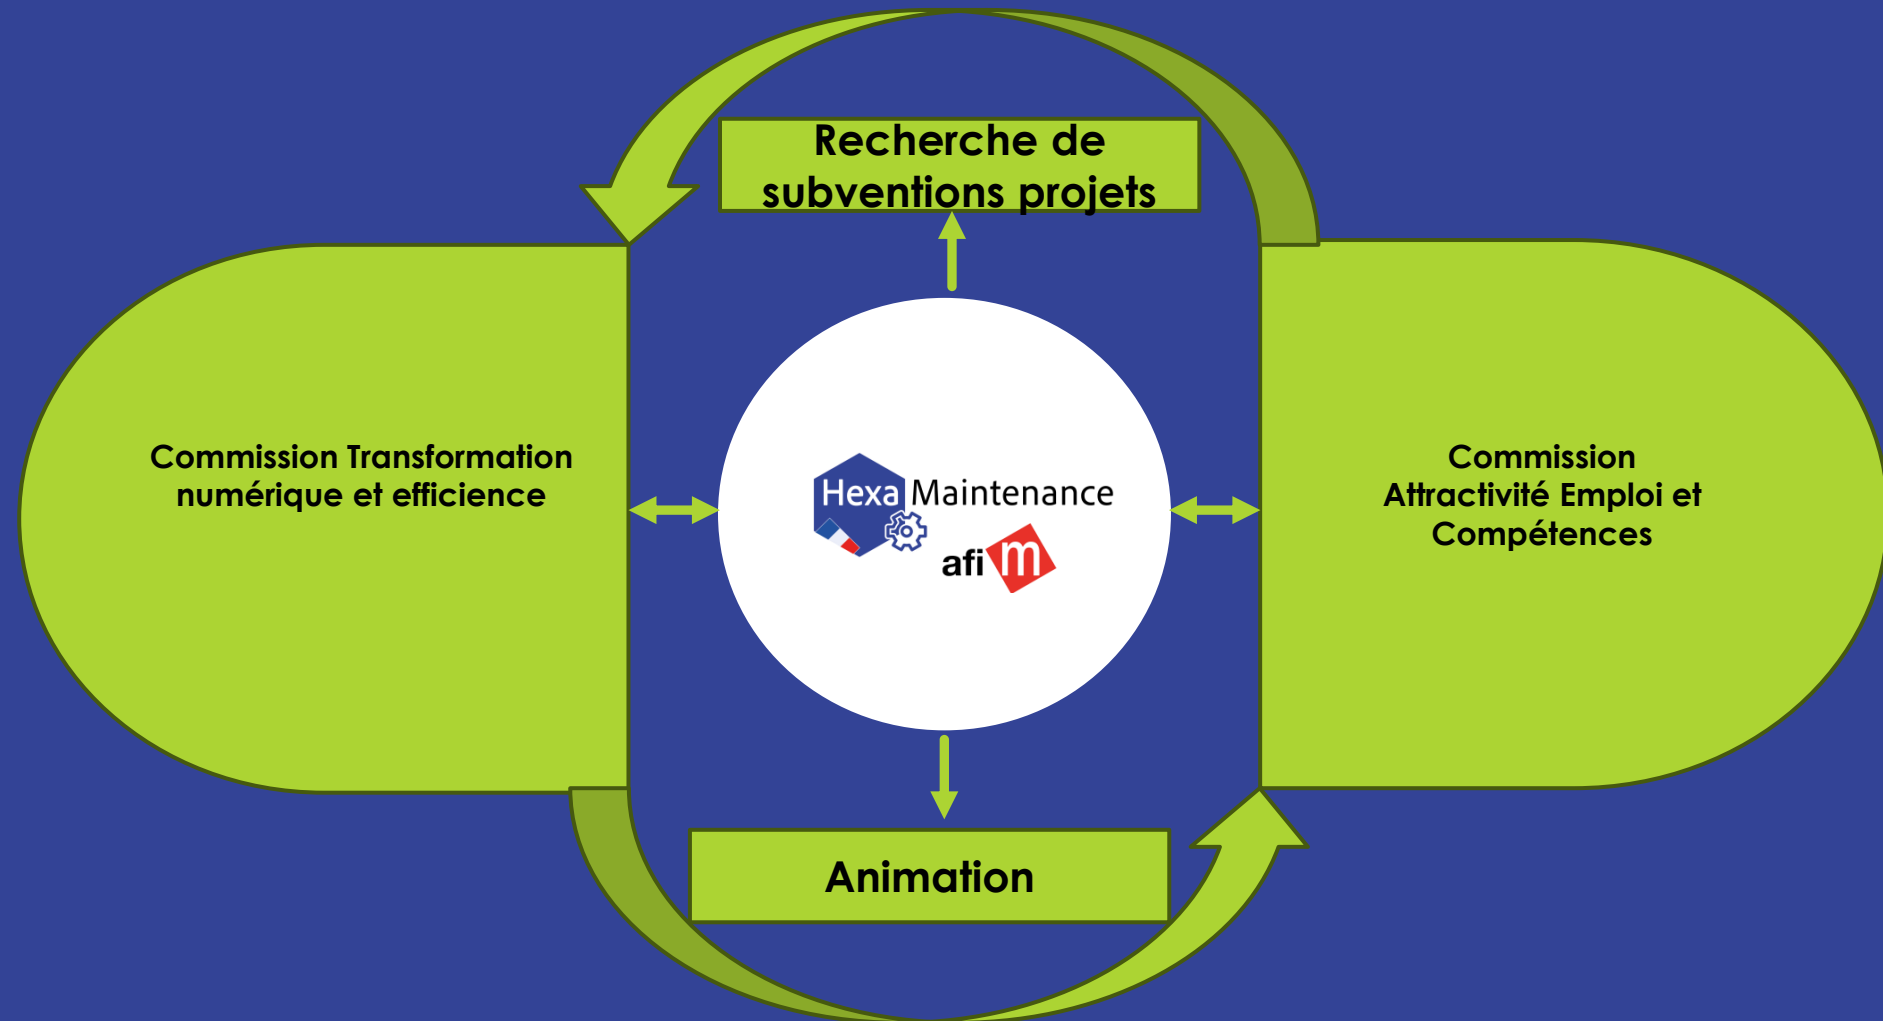 Recherche de
subventions projets
Commission Transformation
numérique et efficience
Hexa Maintenance
afim
Commission
Attractivité Emploi et
Compétences
Animation